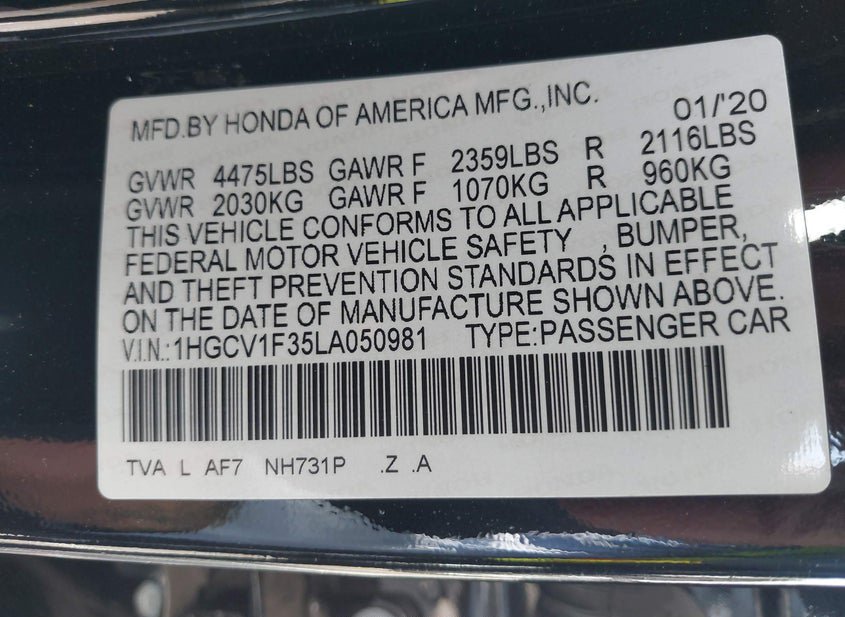 MFD.BY HONDA OF AMERICA MFG.,INC. 01/'20
GVWR 4475LBS GAWR F 2359LBS R 2116LBS
GVWR 2030KG GAWR F 1070KG R 960KG
THIS VEHICLE CONFORMS TO ALL APPLICABLE
FEDERAL MOTOR VEHICLE SAFETY , BUMPER,
AND THEFT PREVENTION STANDARDS IN EFFECT
ON THE DATE OF MANUFACTURE SHOWN ABOVE.
V.I.N.:1HGCV1F35LA050981 TYPE:PASSENGER CAR
TVA L AF7 NH731P .Z .A